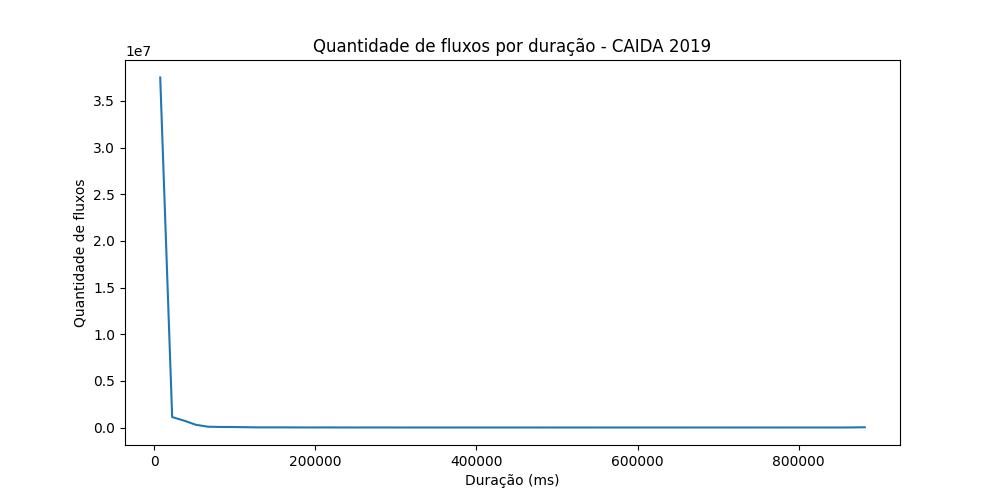 Quantidade de fluxos por duração - CAIDA 2019
1e7
3.5
3.0
2.5
2.0
1.5
1.0
0.5
0.0
Quantidade de fluxos
0 200000 400000 600000 800000
Duração (ms)